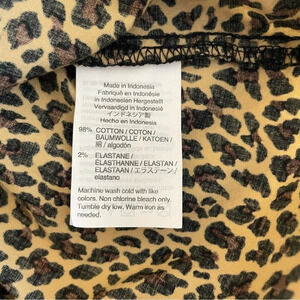 Made in Indonesia
Fabriqué en Indonésie
in Indonesien Hergestellt
Vervaardigd in Indonesië
インドネシア製
Hecho en Indonesia
98% COTTON / COTON /
BAUMWOLLE / KATOEN /
綿 / algodón
2% ELASTANE /
ELASTHANNE / ELASTAN /
ELASTAAN / エラステーン /
elastano
Machine wash cold with like
colors. Non chlorine bleach only.
Tumble dry low. Warm iron as
needed.